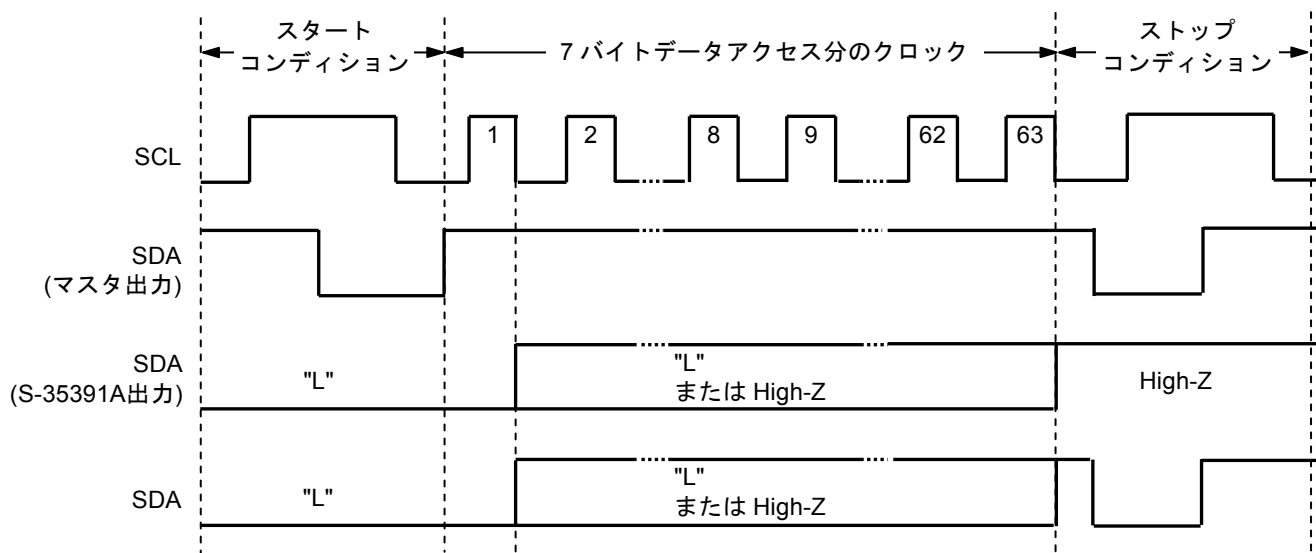 スタート
コンディション
7 バイトデータアクセス分のクロック
ストップ
コンディション
SCL
1
2
8
9
62
63
SDA
(マスタ出力)
SDA
(S-35391A出力)
"L"
"L"
または High-Z
High-Z
SDA
"L"
"L"
または High-Z